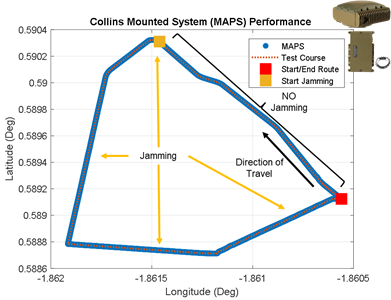 Collins Mounted System (MAPS) Performance
0.5904
0.5902
0.59
0.5898
0.5896
0.5894
0.5892
0.589
0.5888
0.5886
Latitude (Deg)
MAPS
Test Course
Start/End Route
Start Jamming
NO
Jamming
Jamming
Direction of
Travel
-1.862
-1.8615
-1.861
-1.8605
Longitude (Deg)